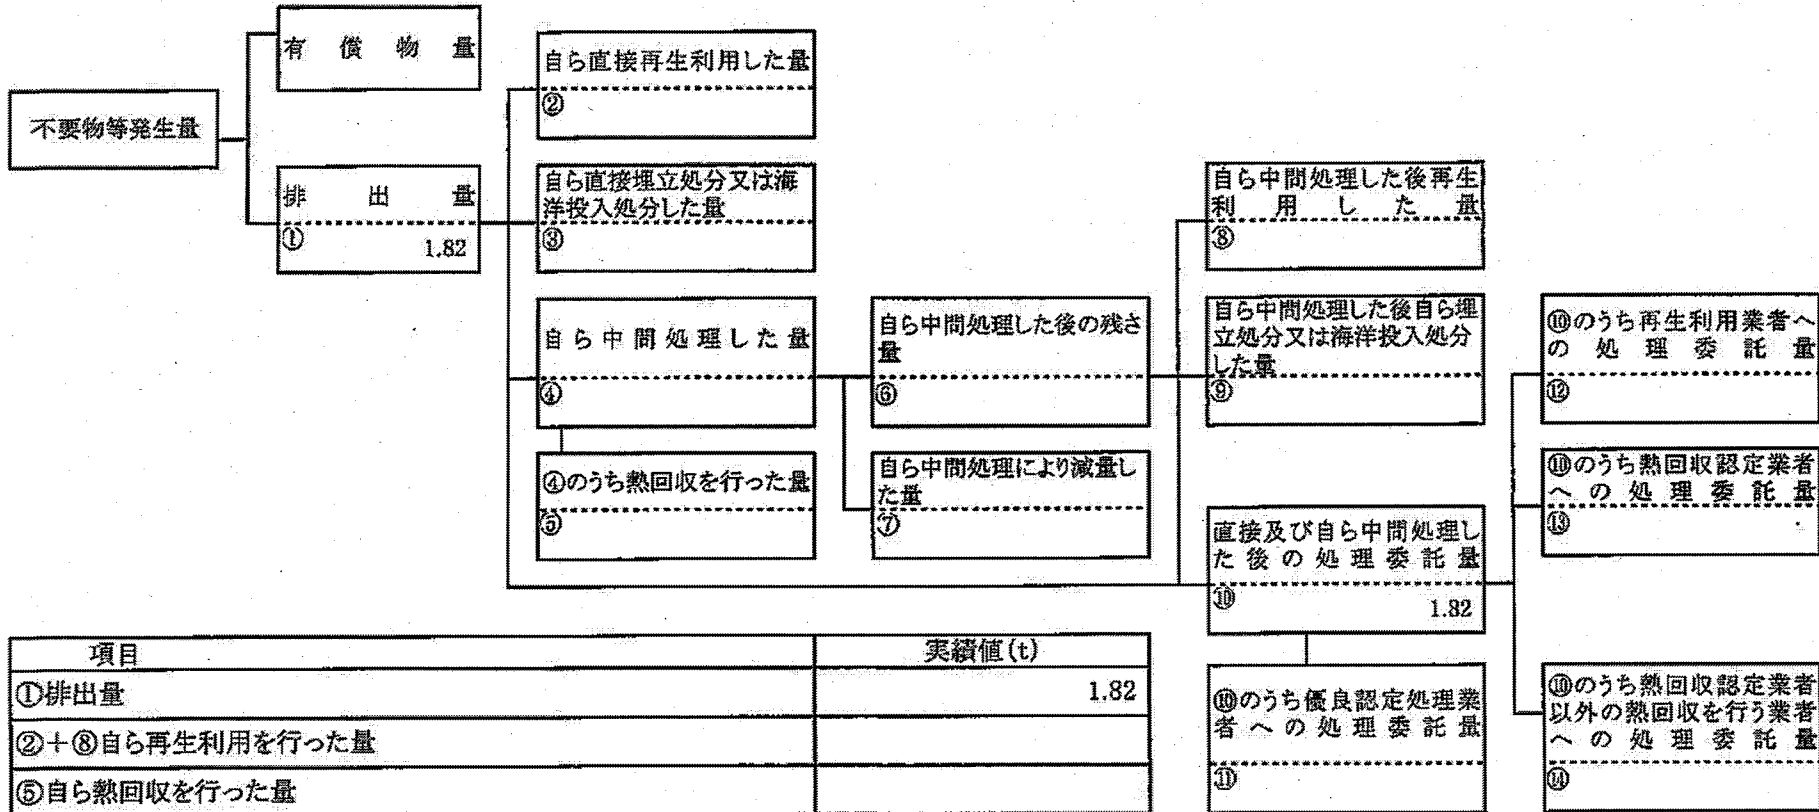 有償物量
不要物等発生量
排出量
①
1.82
自ら直接再生利用した量
②
自ら直接埋立処分又は海
洋投入処分した量
③
自ら中間処理した量
④
④のうち熱回収を行った量
⑤
自ら中間処理した後の残さ
量
⑥
自ら中間処理により減量し
た量
⑦
自ら中間処理した後再生
利用した量
⑧
自ら中間処理した後自ら埋
立処分又は海洋投入処分
した量
⑨
直接及び自ら中間処理し
た後の処理委託量
⑩
1.82
⑩のうち優良認定処理業
者への処理委託量
⑪
⑩のうち再生利用業者へ
の処理委託量
⑫
⑩のうち熱回収認定業者
への処理委託量
⑬
⑩のうち熱回収認定業者
以外の熱回収を行う業者
への処理委託量
⑭
項目 実績値(t)
①排出量 1.82
②+⑧自ら再生利用を行った量
⑤自ら熱回収を行った量